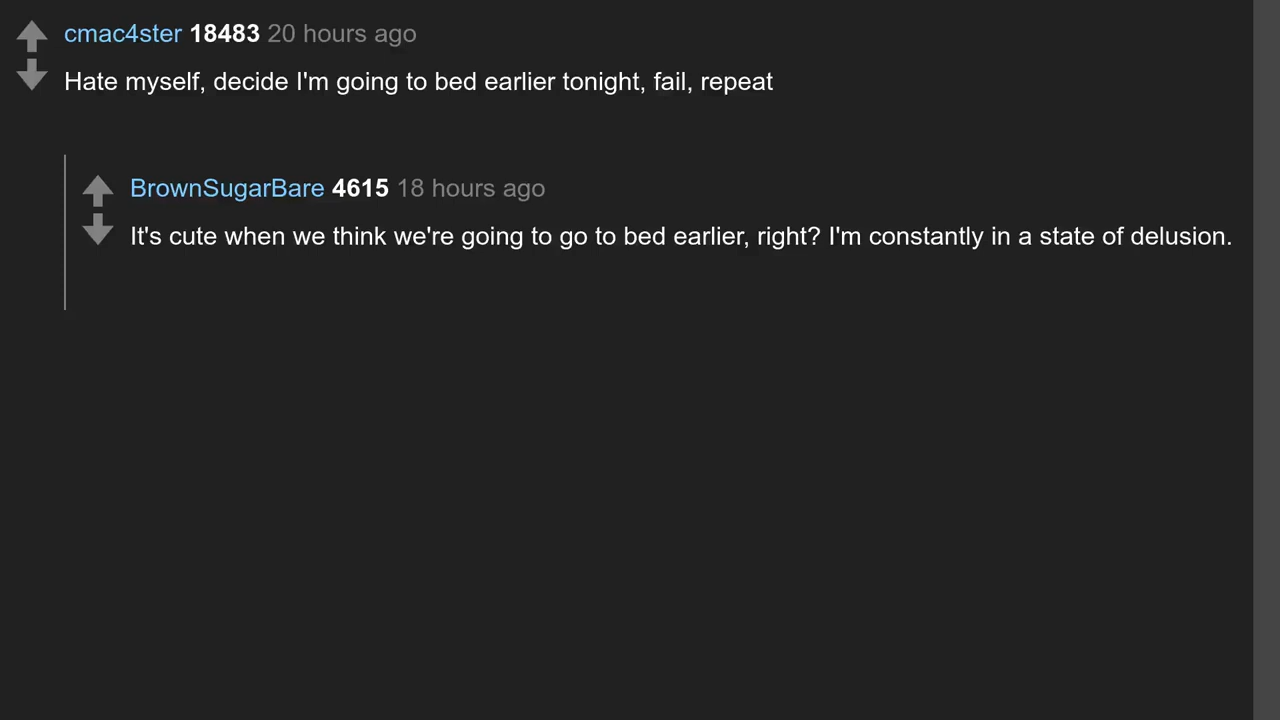 cmac4ster 18483 20 hours ago
Hate myself, decide I'm going to bed earlier tonight, fail, repeat
BrownSugarBare 4615 18 hours ago
It's cute when we think we're going to go to bed earlier, right? I'm constantly in a state of delusion.